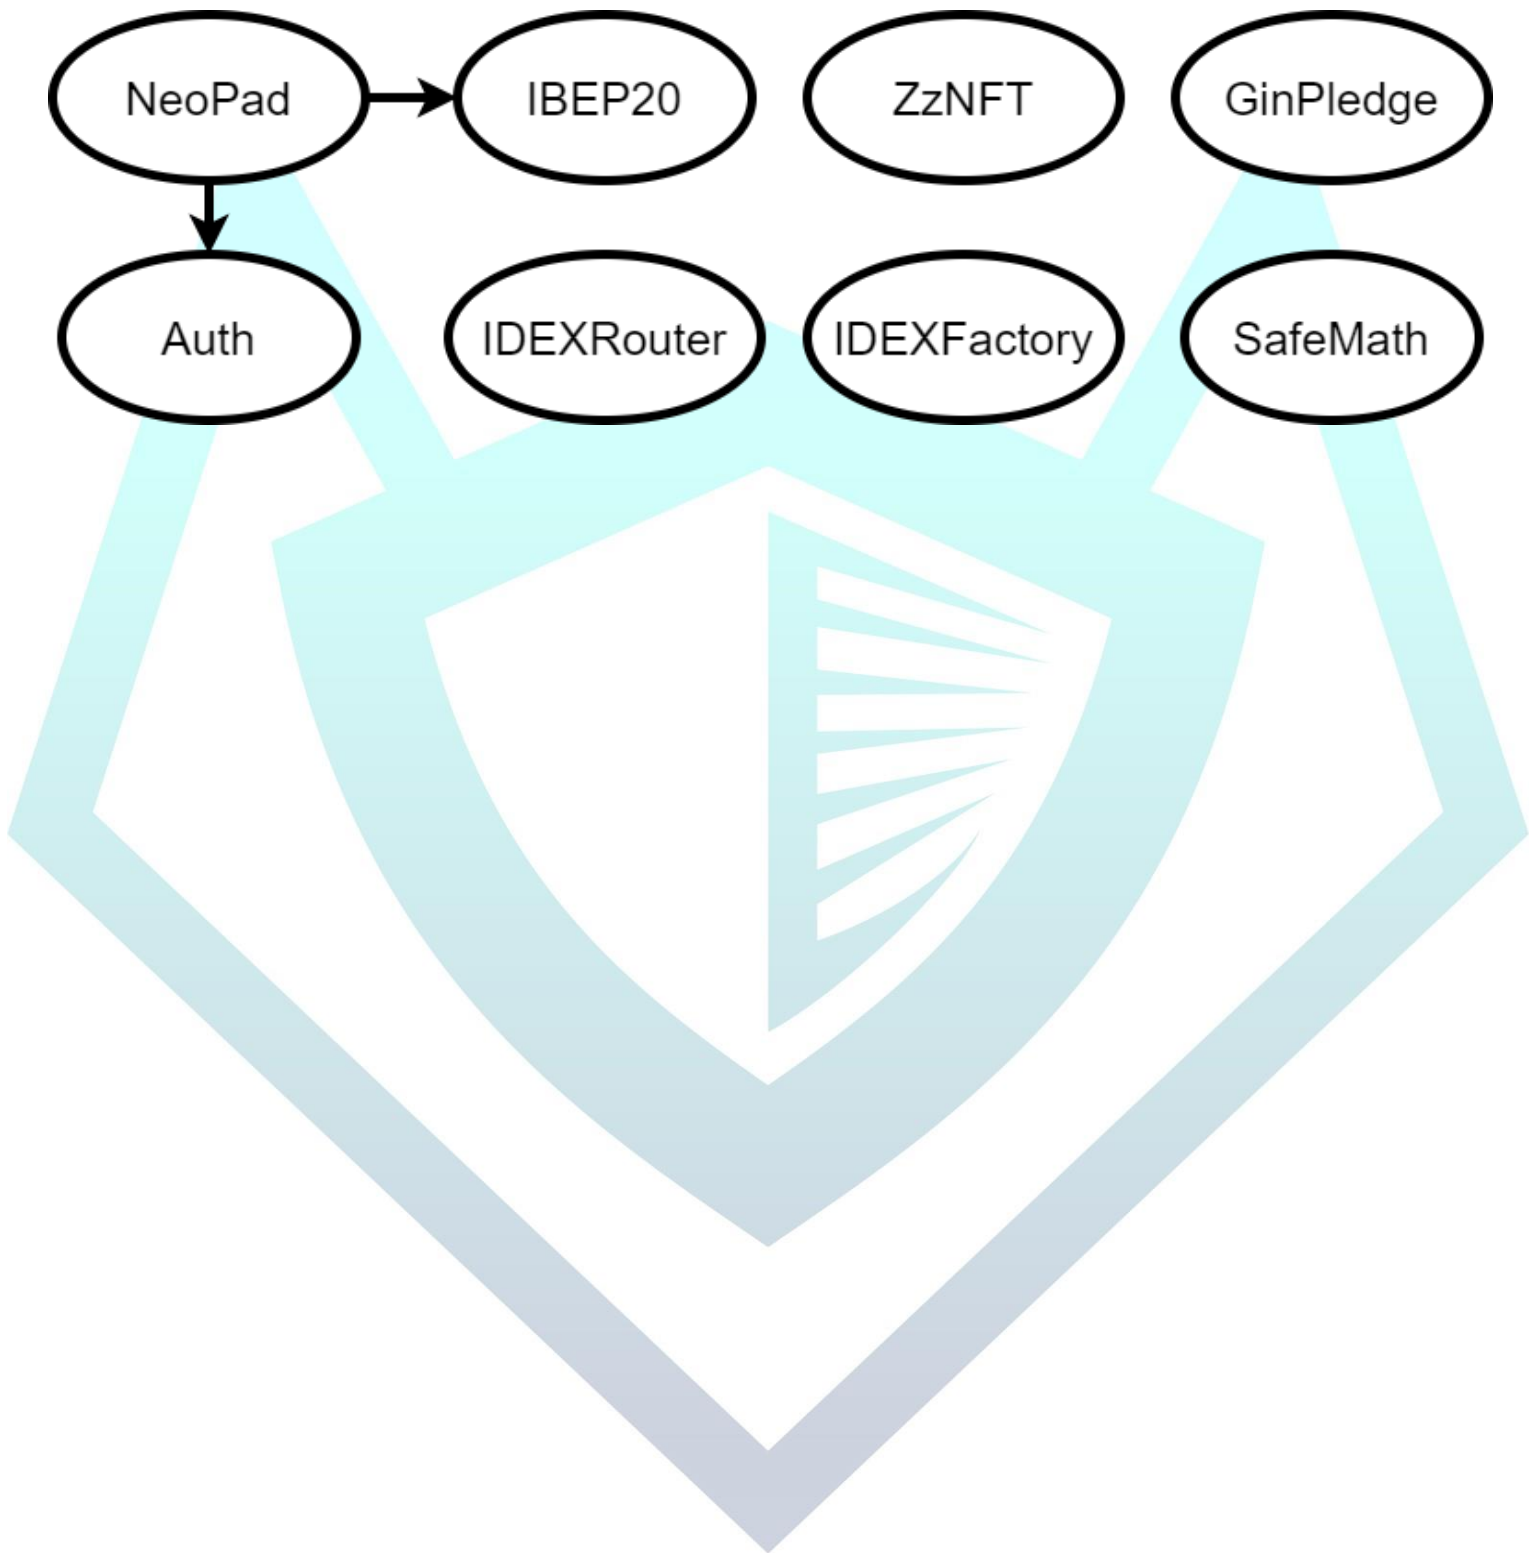 NeoPad
IBEP20
ZzNFT
GinPledge
Auth
IDEXRouter
IDEXFactory
SafeMath